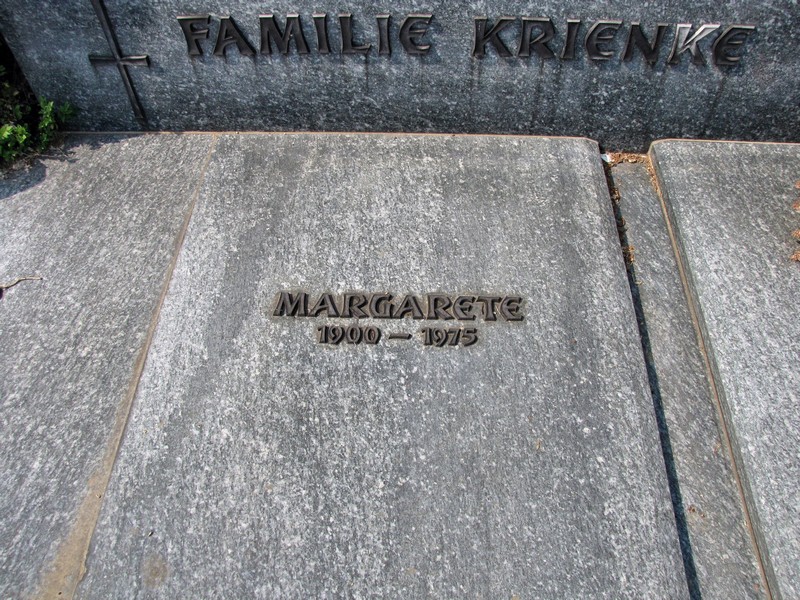 FAMILIE KRIENKE
MARGARETE
1900 – 1975